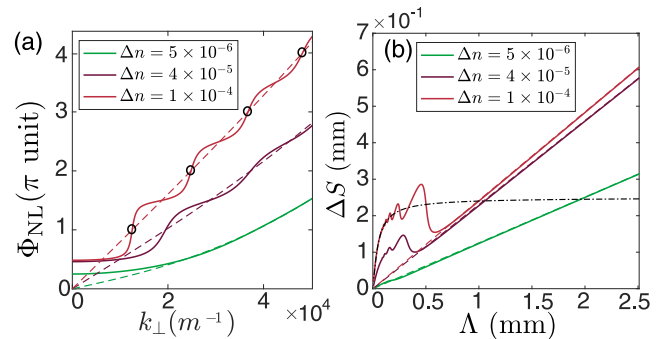 (a)
Δn = 5 × 10⁻⁶
Δn = 4 × 10⁻⁵
Δn = 1 × 10⁻⁴
Φ_NL (π unit)
4
3
2
1
0
0
2
4
×10⁴
k_⊥(m⁻¹)
(b)
7 ×10⁻¹
Δn = 5 × 10⁻⁶
Δn = 4 × 10⁻⁵
Δn = 1 × 10⁻⁴
ΔS (mm)
6
5
4
3
2
1
0
0
0.5
1
1.5
2
2.5
Λ (mm)